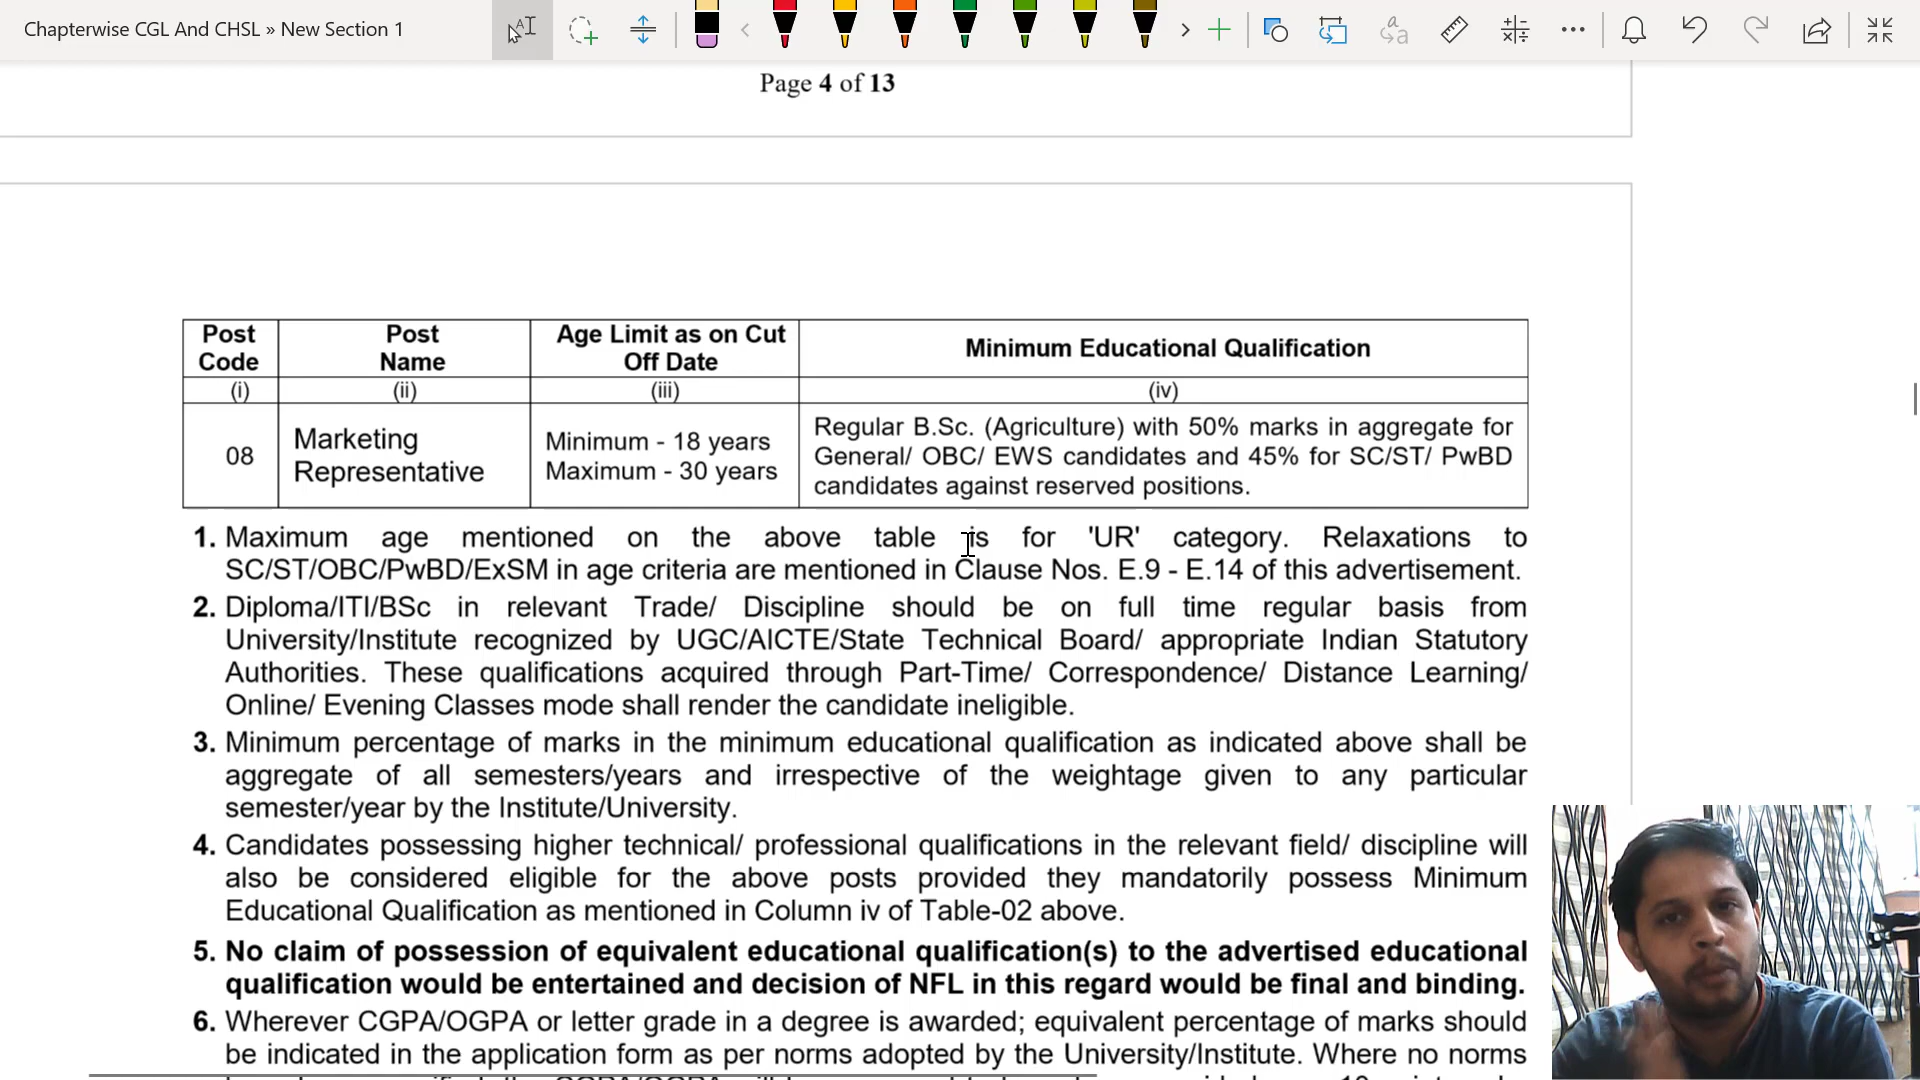 Chapterwise CGL And CHSL » New Section 1
Page 4 of 13
Post Code
Post Name
Age Limit as on Cut Off Date
Minimum Educational Qualification
(i)
(ii)
(iii)
(iv)
08
Marketing
Representative
Minimum - 18 years
Maximum - 30 years
Regular B.Sc. (Agriculture) with 50% marks in aggregate for
General/ OBC/ EWS candidates and 45% for SC/ST/ PwBD
candidates against reserved positions.
1. Maximum age mentioned on the above table is for 'UR' category. Relaxations to
SC/ST/OBC/PwBD/ExSM in age criteria are mentioned in Clause Nos. E.9 - E.14 of this advertisement.
2. Diploma/ITI/BSc in relevant Trade/ Discipline should be on full time regular basis from
University/Institute recognized by UGC/AICTE/State Technical Board/ appropriate Indian Statutory
Authorities. These qualifications acquired through Part-Time/ Correspondence/ Distance Learning/
Online/ Evening Classes mode shall render the candidate ineligible.
3. Minimum percentage of marks in the minimum educational qualification as indicated above shall be
aggregate of all semesters/years and irrespective of the weightage given to any particular
semester/year by the Institute/University.
4. Candidates possessing higher technical/ professional qualifications in the relevant field/ discipline will
also be considered eligible for the above posts provided they mandatorily possess Minimum
Educational Qualification as mentioned in Column iv of Table-02 above.
5. No claim of possession of equivalent educational qualification(s) to the advertised educational
qualification would be entertained and decision of NFL in this regard would be final and binding.
6. Wherever CGPA/OGPA or letter grade in a degree is awarded; equivalent percentage of marks should
be indicated in the application form as per norms adopted by the University/Institute. Where no norms